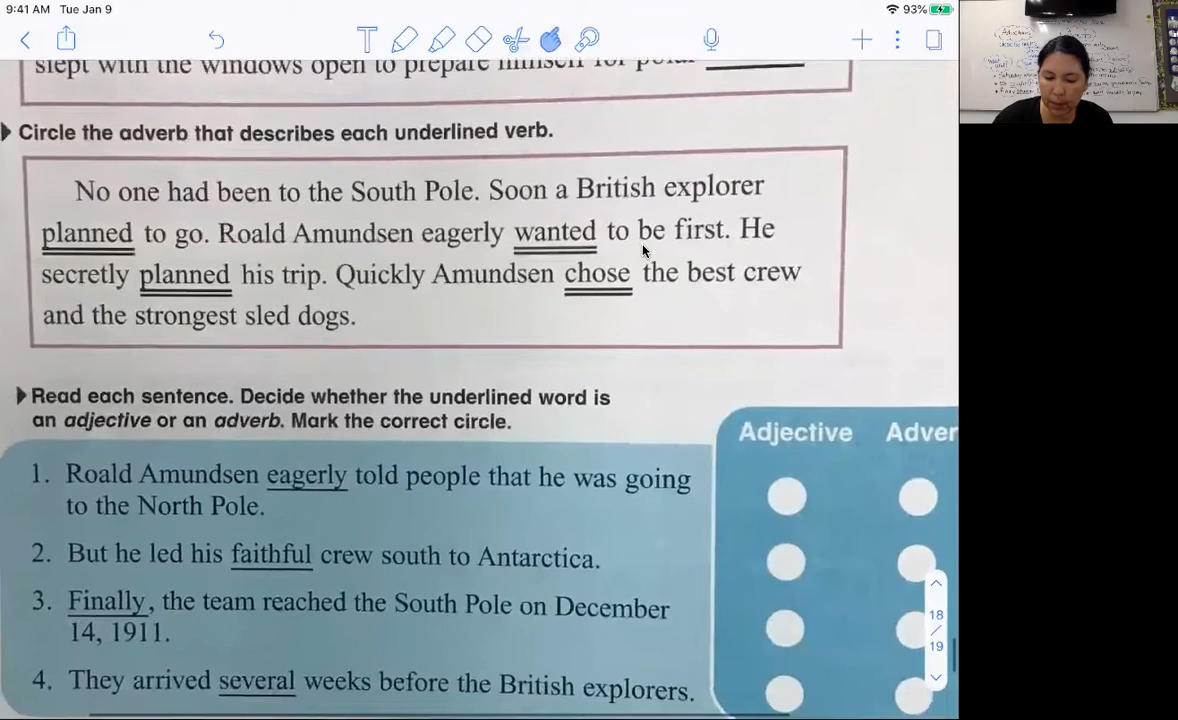 9:41 AM Tue Jan 9
93%
slept with the windows open to prepare himself for
Circle the adverb that describes each underlined verb.
No one had been to the South Pole. Soon a British explorer
planned to go. Roald Amundsen eagerly wanted to be first. He
secretly planned his trip. Quickly Amundsen chose the best crew
and the strongest sled dogs.
Read each sentence. Decide whether the underlined word is
an adjective or an adverb. Mark the correct circle.
Adjective Adver
1. Roald Amundsen eagerly told people that he was going
to the North Pole.
2. But he led his faithful crew south to Antarctica.
3. Finally, the team reached the South Pole on December
14, 1911.
4. They arrived several weeks before the British explorers.
18
/
19